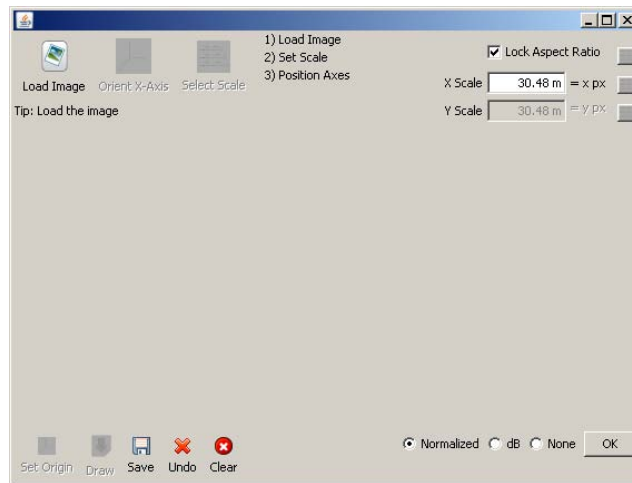 1) Load Image
2) Set Scale
3) Position Axes
Lock Aspect Ratio
Load Image Orient X-Axis Select Scale
X Scale 30.48 m = x px
Tip: Load the image
Y Scale 30.48 m = y px
Normalized dB None OK
Set Origin Draw Save Undo Clear